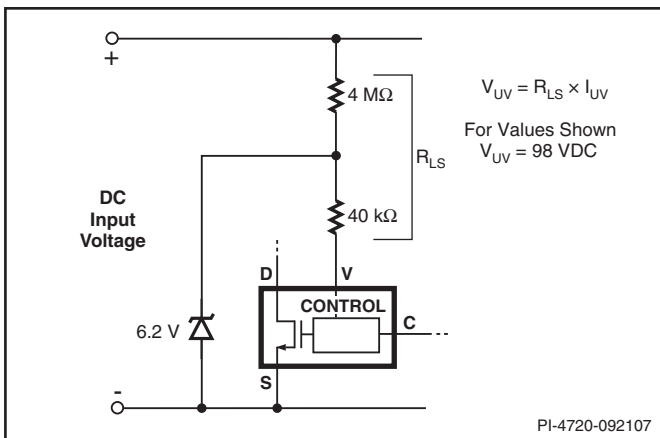 +
4 MΩ
V_UV = R_LS × I_UV
For Values Shown
V_UV = 98 VDC
R_LS
DC
Input
Voltage
40 kΩ
D
V
CONTROL
C
6.2 V
S
-
PI-4720-092107